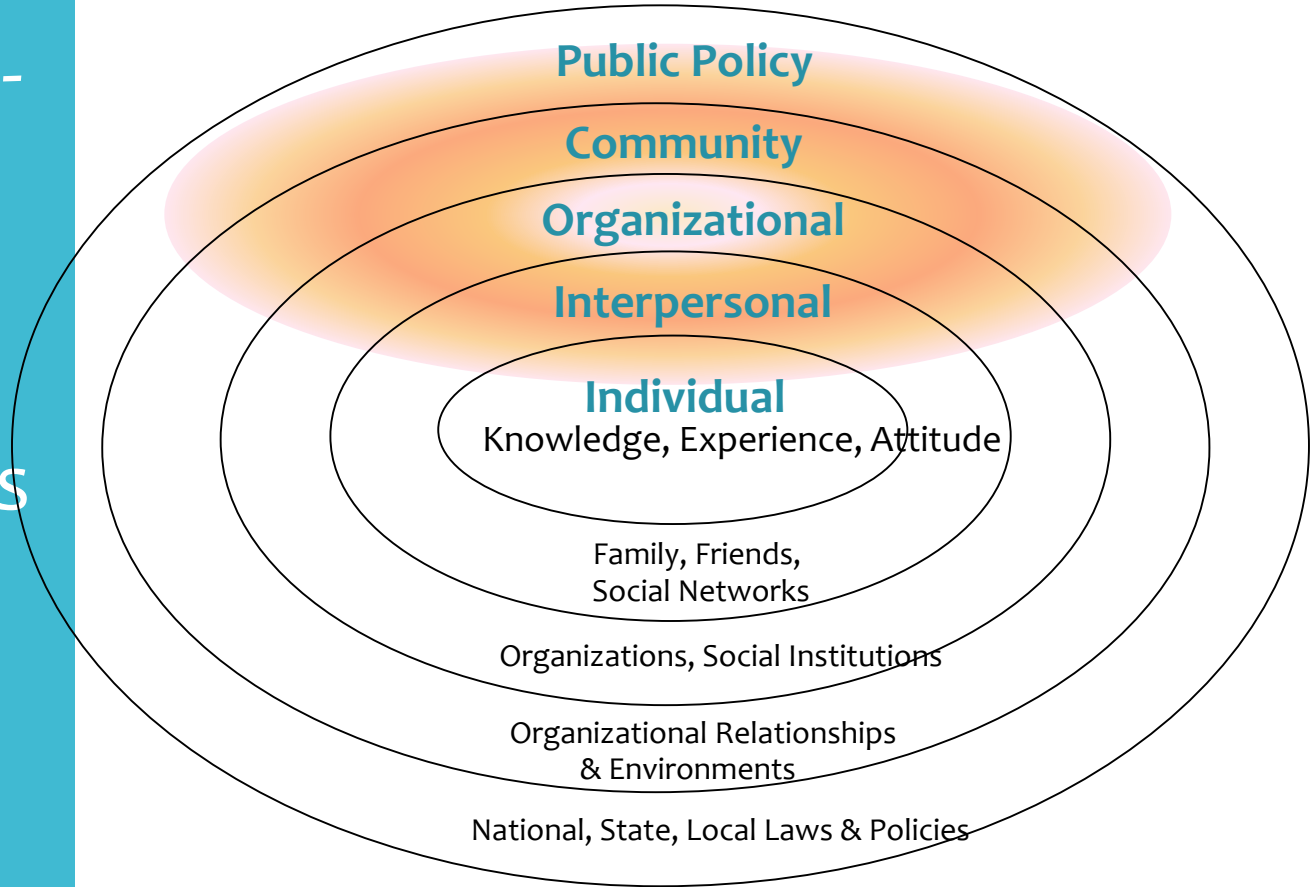 -
s
Public Policy
Community
Organizational
Interpersonal
Individual
Knowledge, Experience, Attitude
Family, Friends,
Social Networks
Organizations, Social Institutions
Organizational Relationships
& Environments
National, State, Local Laws & Policies